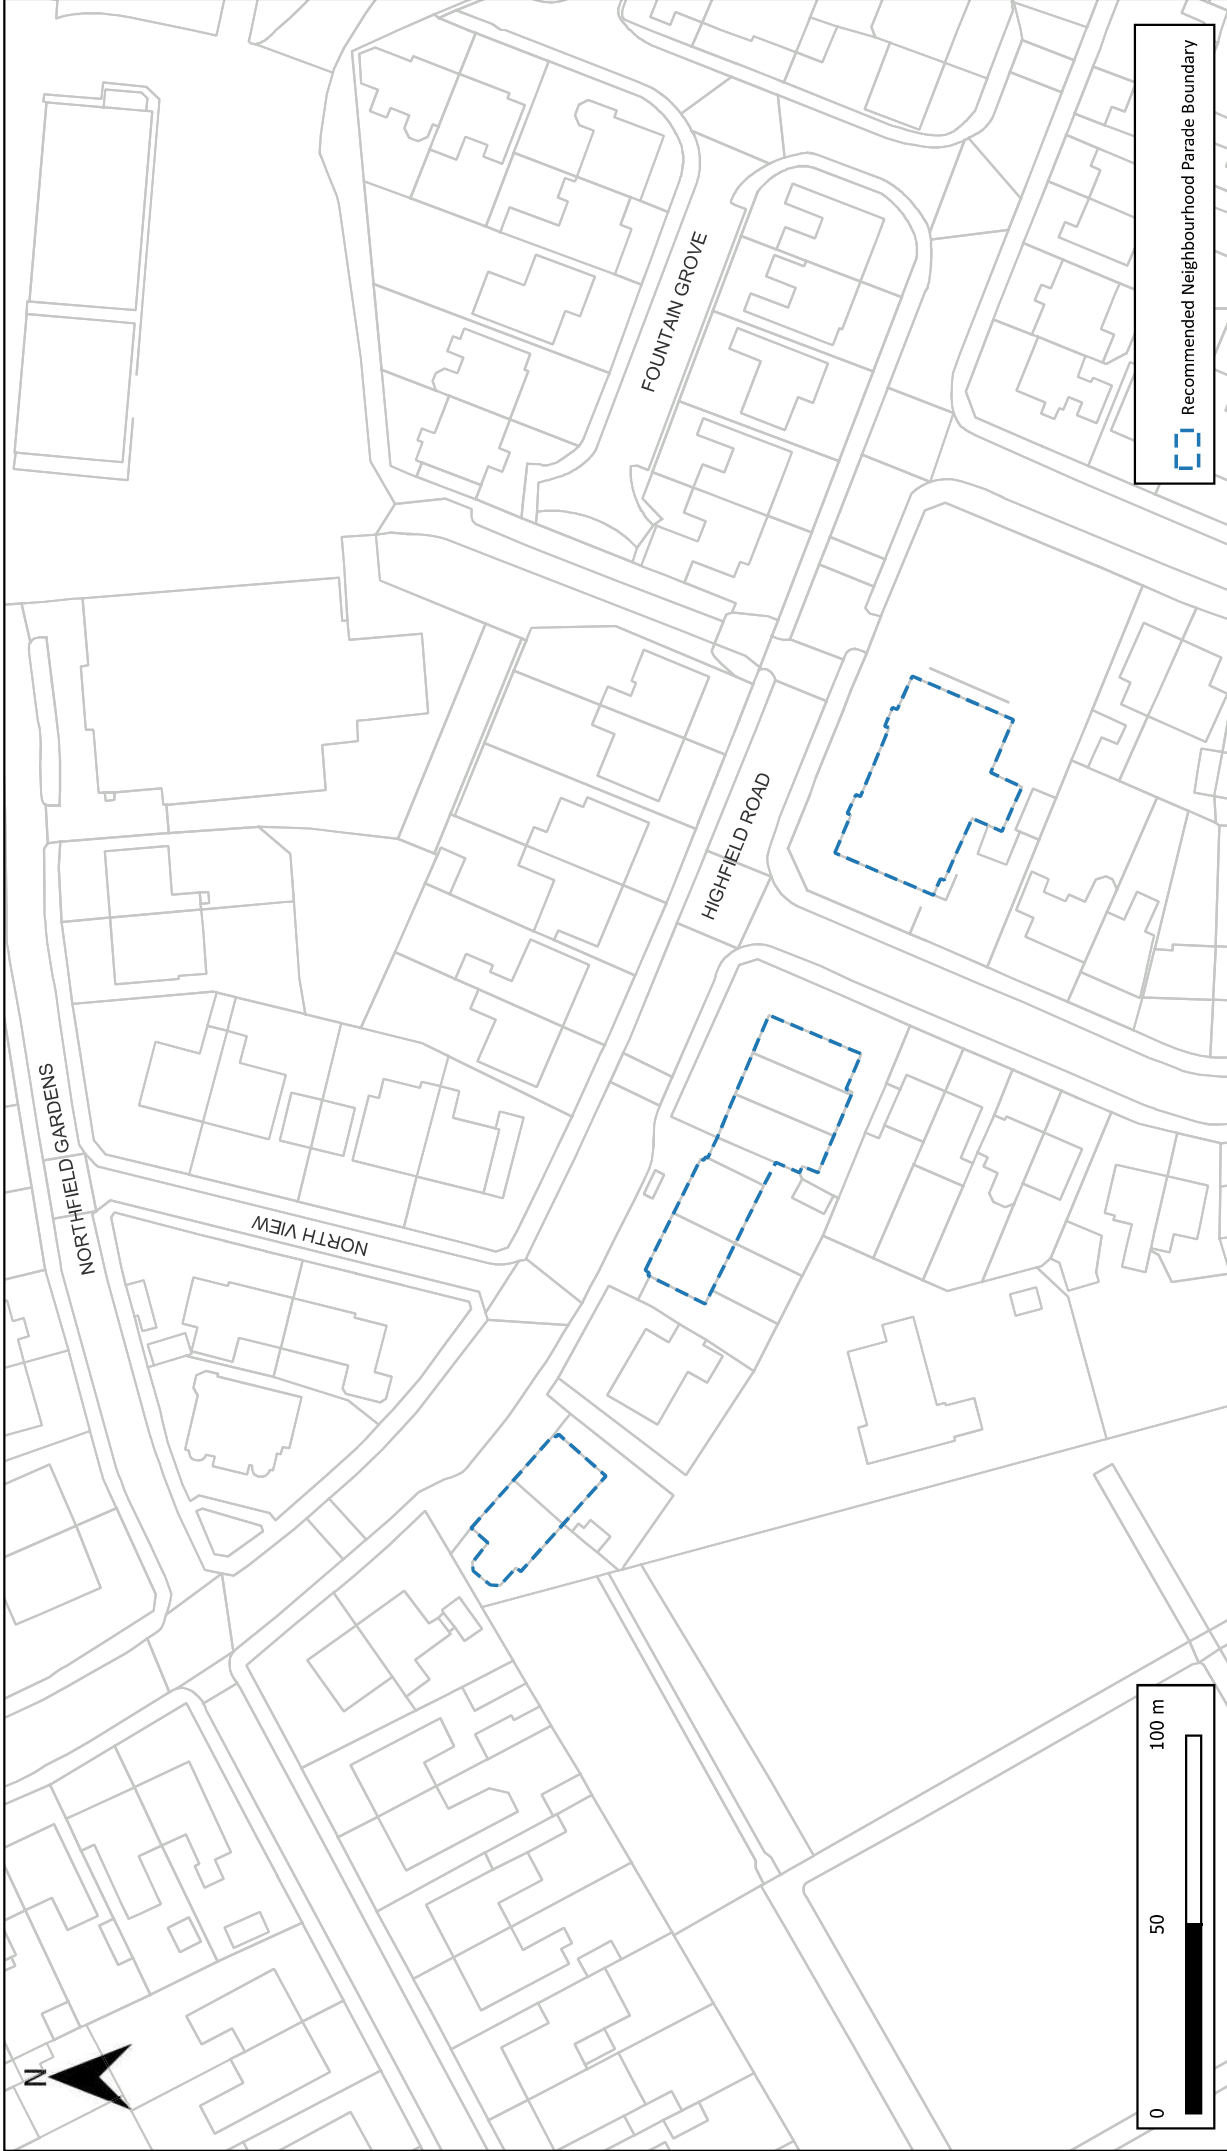 N
NORTHFIELD GARDENS
NORTH VIEW
HIGHFIELD ROAD
FOUNTAIN GROVE
Recommended Neighbourhood Parade Boundary
0 50 100 m